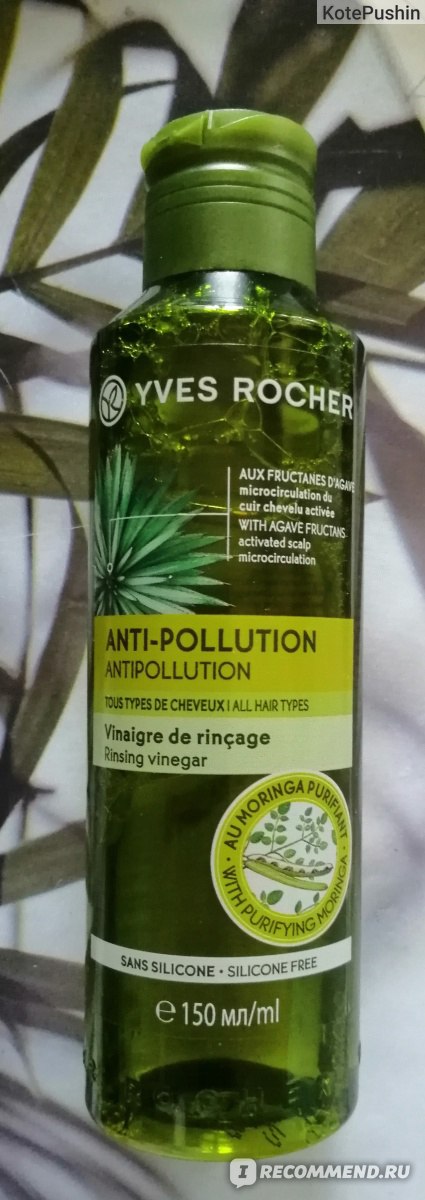 KotePushin
YVES ROCHER
AUX FRUCTANES D'AGAVE
microcirculation du
cuir chevelu activée
WITH AGAVE FRUCTANS
activated scalp
microcirculation
ANTI-POLLUTION
ANTIPOLLUTION
TOUS TYPES DE CHEVEUX | ALL HAIR TYPES
Vinaigre de rinçage
Rinsing vinegar
AU MORINGA PURIFIANT
WITH PURIFYING MORINGA
SANS SILICONE • SILICONE FREE
℮ 150 мл/ml
IRECOMMEND.RU